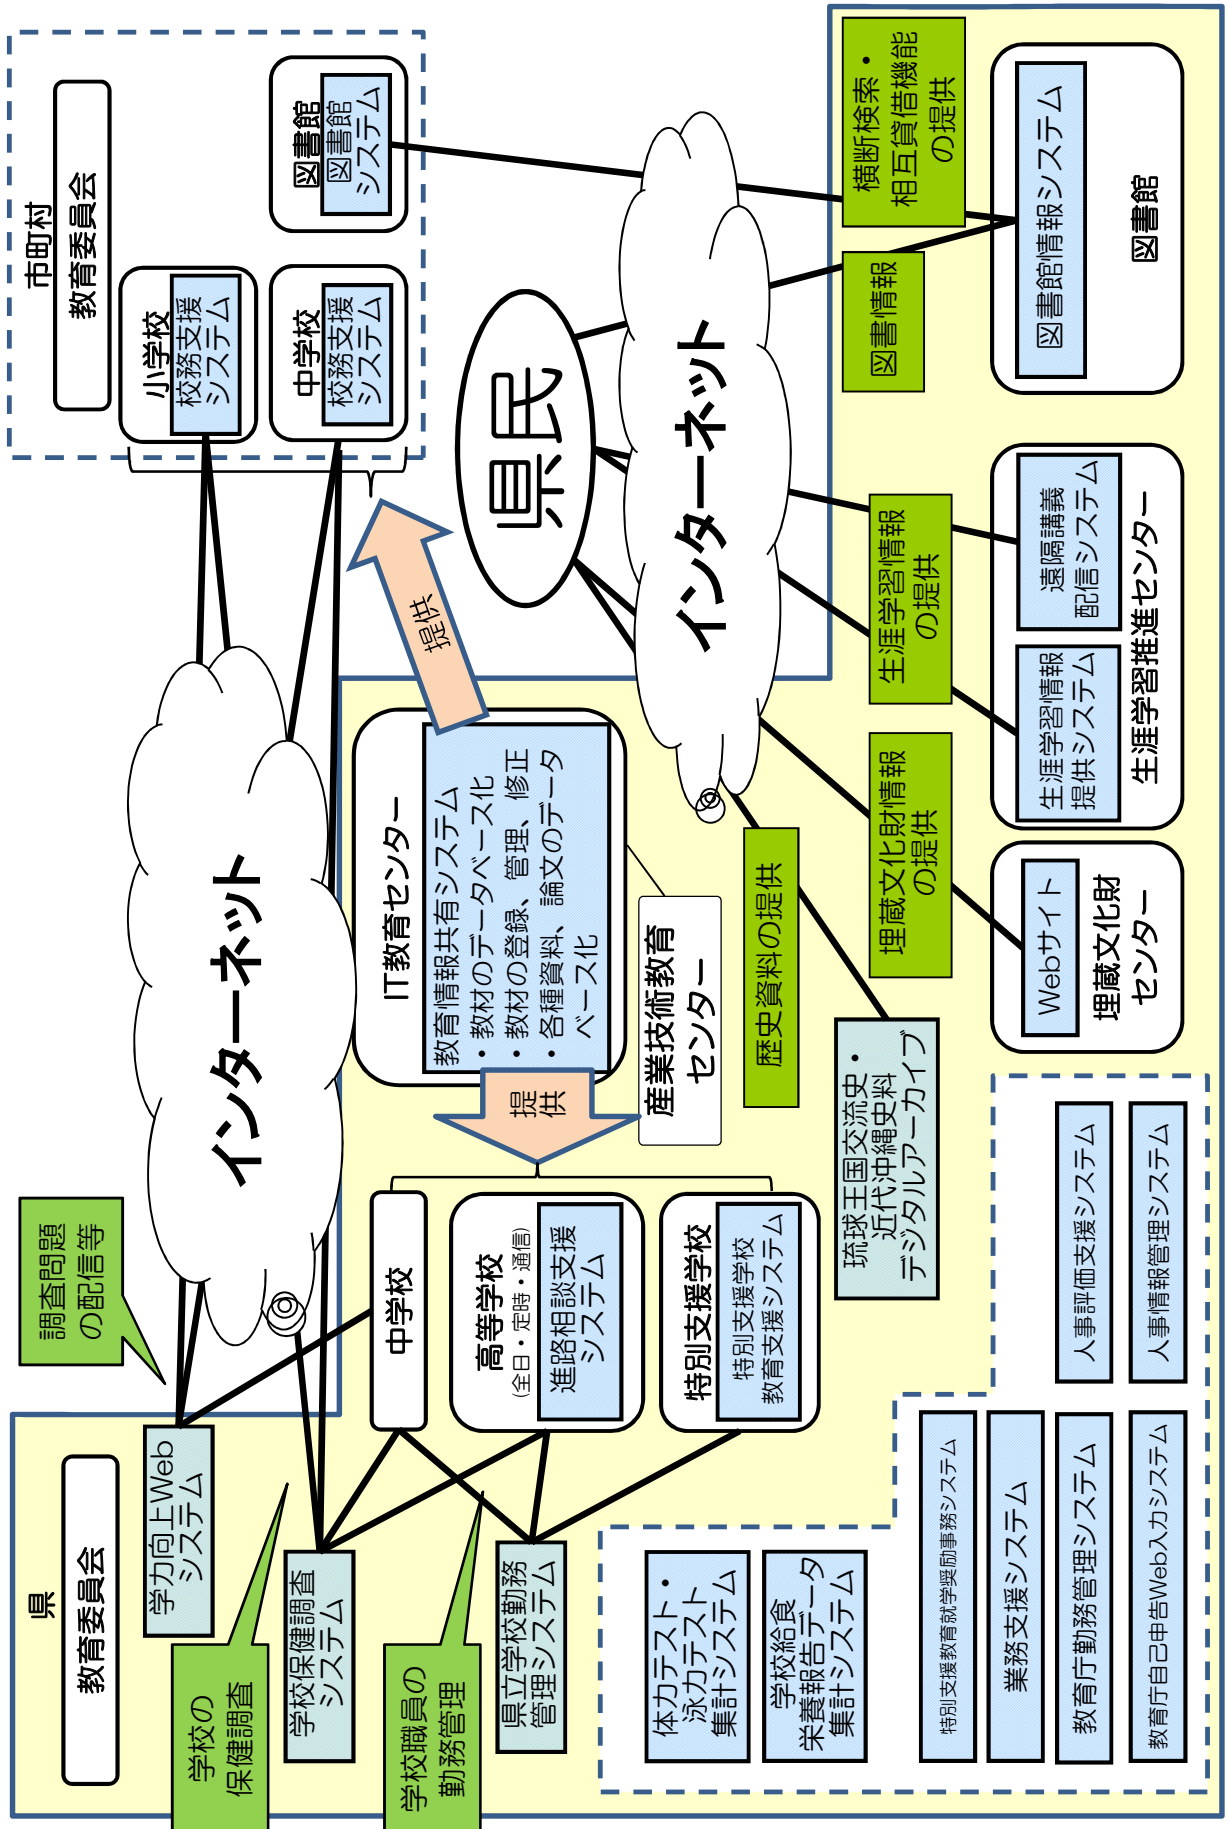 県
教育委員会
学力向上Web
システム
学校の
保健調査
学校保健調査
システム
学校職員の
勤務管理
県立学校勤務
管理システム
体力テスト・
泳力テスト
集計システム
学校給食
栄養報告データ
集計システム
特別支援教育就学奨励事務システム
業務支援システム
教育庁勤務管理システム
教育庁自己申告Web入力システム
人事評価支援システム
人事情報管理システム
調査問題
の配信等
インターネット
中学校
高等学校
(全日・定時・通信)
進路相談支援
システム
特別支援学校
特別支援学校
教育支援システム
提
供
IT教育センター
教育情報共有システム
・教材のデータベース化
・教材の登録、管理、修正
・各種資料、論文のデータ
ベース化
産業技術教育
センター
提供
歴史資料の提供
琉球王国交流史・
近代沖縄史料
デジタルアーカイブ
埋蔵文化財情報
の提供
Webサイト
埋蔵文化財
センター
市町村
教育委員会
小学校
校務支援
システム
中学校
校務支援
システム
図書館
図書館
システム
県民
インターネット
生涯学習情報
の提供
生涯学習情報
提供システム
遠隔講義
配信システム
生涯学習推進センター
図書情報
横断検索・
相互貸借機能
の提供
図書館情報システム
図書館